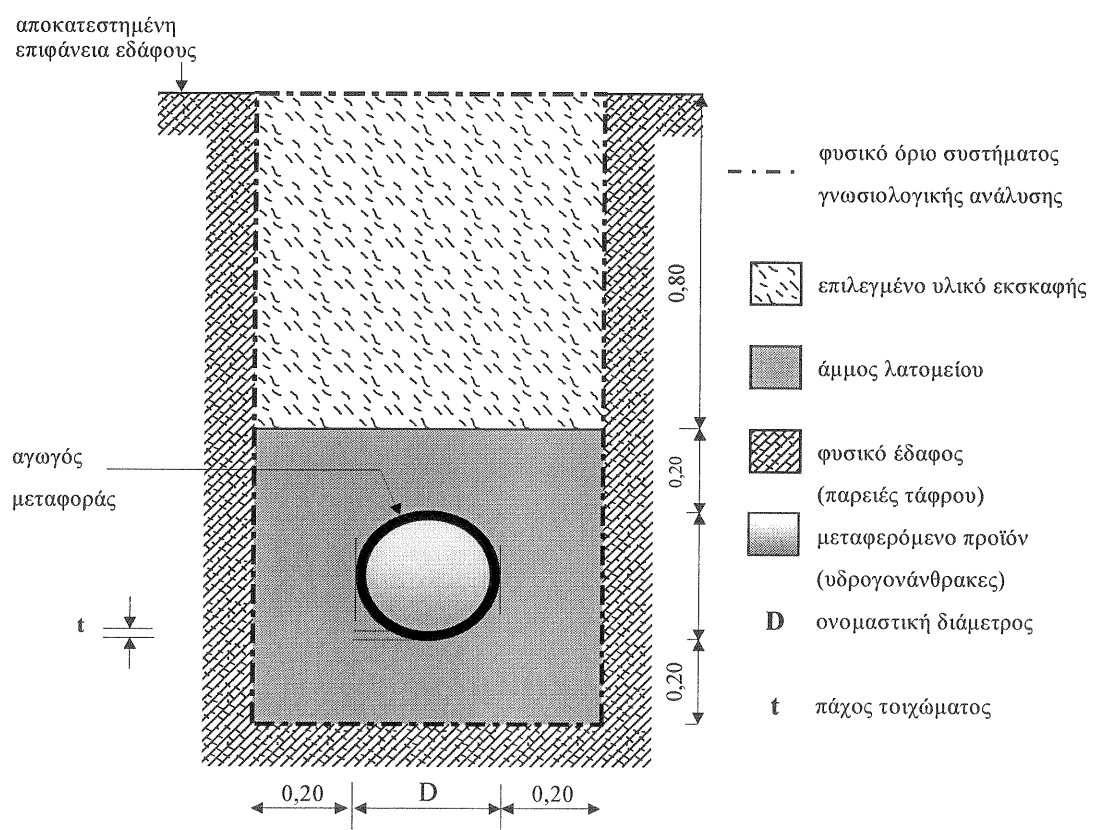 αποκατεστημένη
επιφάνεια εδάφους
φυσικό όριο συστήματος
γνωσιολογικής ανάλυσης
0,80
επιλεγμένο υλικό εκσκαφής
άμμος λατομείου
αγωγός
μεταφοράς
0,20
φυσικό έδαφος
(παρειές τάφρου)
μεταφερόμενο προϊόν
(υδρογονάνθρακες)
t
D ονομαστική διάμετρος
0,20
t πάχος τοιχώματος
0,20 D 0,20